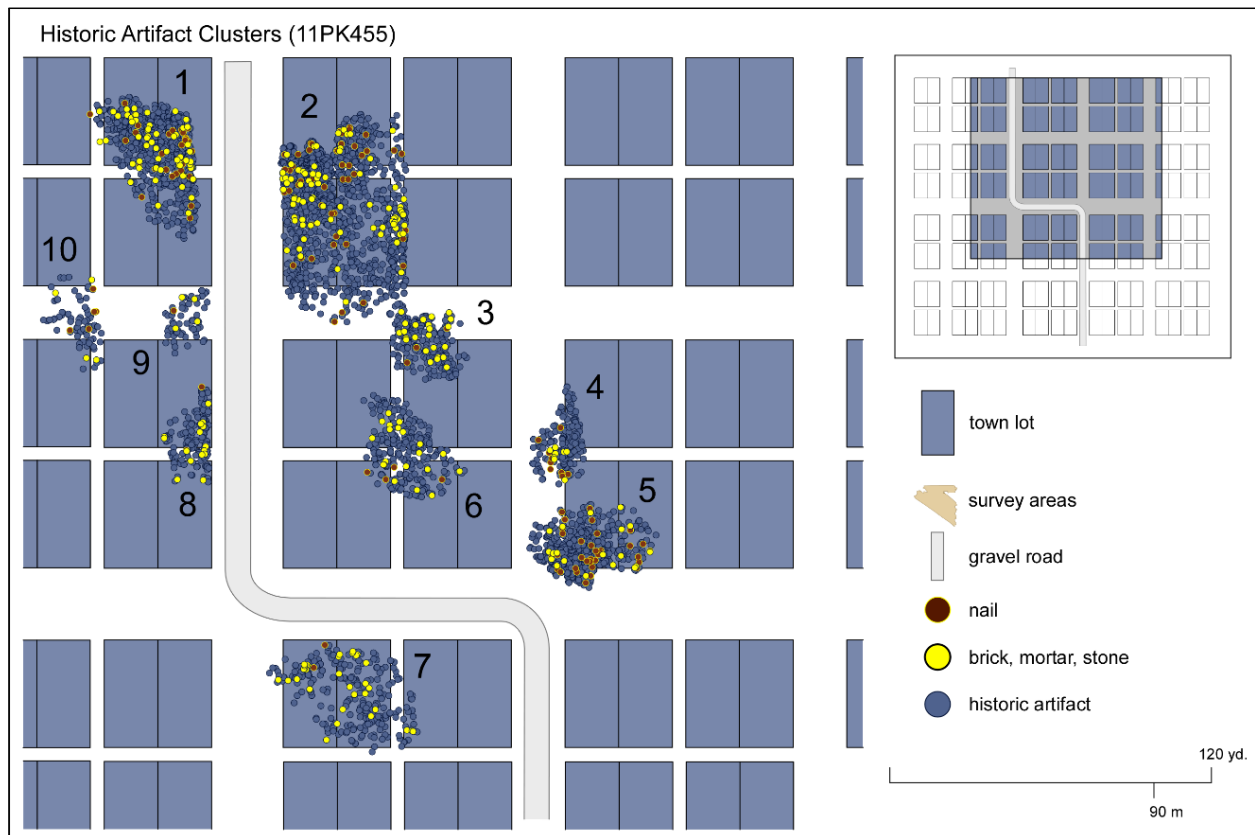 Historic Artifact Clusters (11PK455)
1
2
10
3
9
4
8
6
5
7
town lot
survey areas
gravel road
nail
brick, mortar, stone
historic artifact
120 yd.
90 m